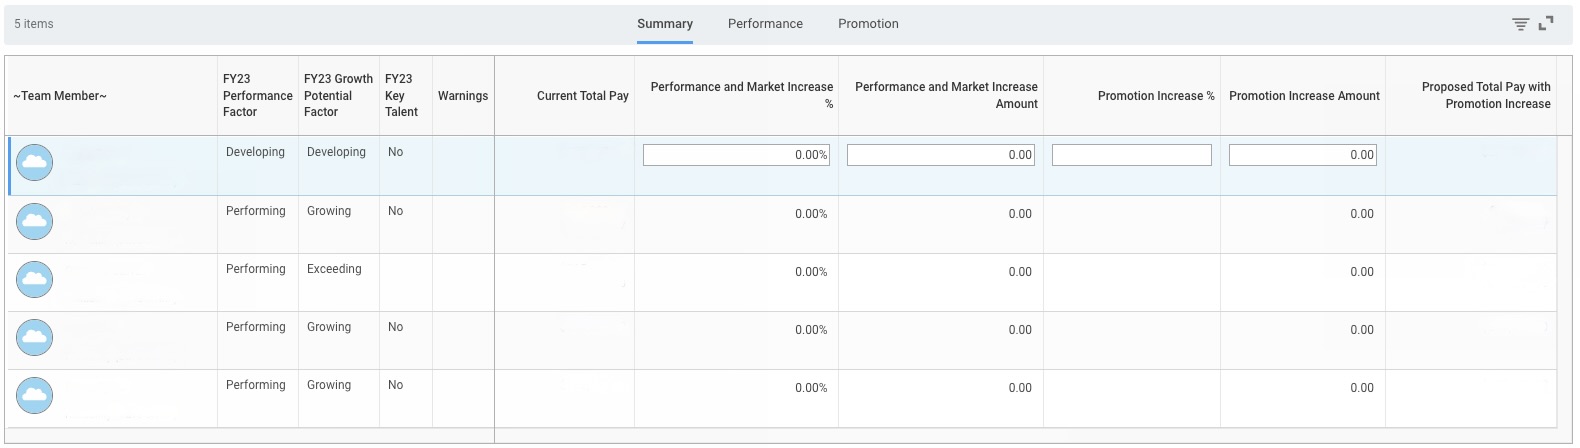 5 items
Summary
Performance
Promotion
~Team Member~
FY23
Performance
Factor
FY23 Growth
Potential
Factor
FY23
Key
Talent
Warnings
Current Total Pay
Performance and Market Increase
%
Performance and Market Increase
Amount
Promotion Increase %
Promotion Increase Amount
Proposed Total Pay with
Promotion Increase
Developing Developing No 0.00% 0.00 0.00
Performing Growing No 0.00% 0.00 0.00
Performing Exceeding 0.00% 0.00 0.00
Performing Growing No 0.00% 0.00 0.00
Performing Growing No 0.00% 0.00 0.00